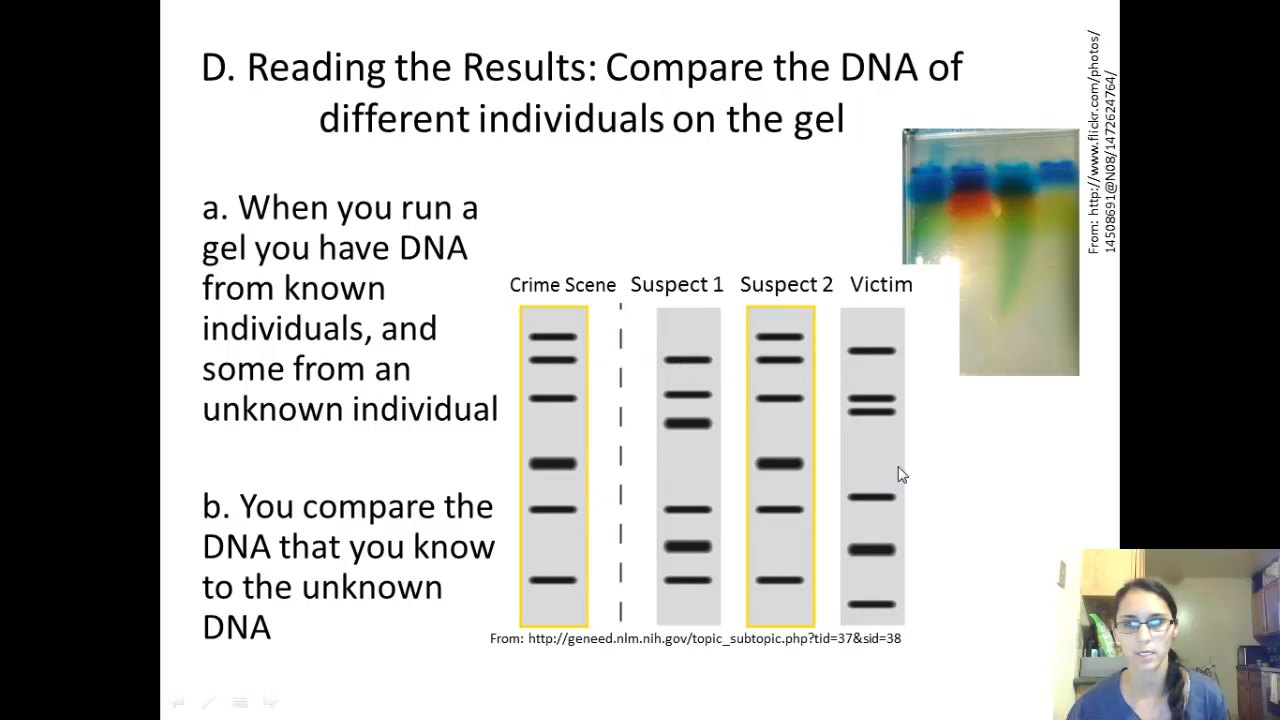 D. Reading the Results: Compare the DNA of
different individuals on the gel
a. When you run a
gel you have DNA
from known
individuals, and
some from an
unknown individual
b. You compare the
DNA that you know
to the unknown
DNA
From: http://www.flickr.com/photos/
14508691@N08/1472624764/
Crime Scene
Suspect 1
Suspect 2
Victim
From: http://geneed.nlm.nih.gov/topic_subtopic.php?tid=37&sid=38